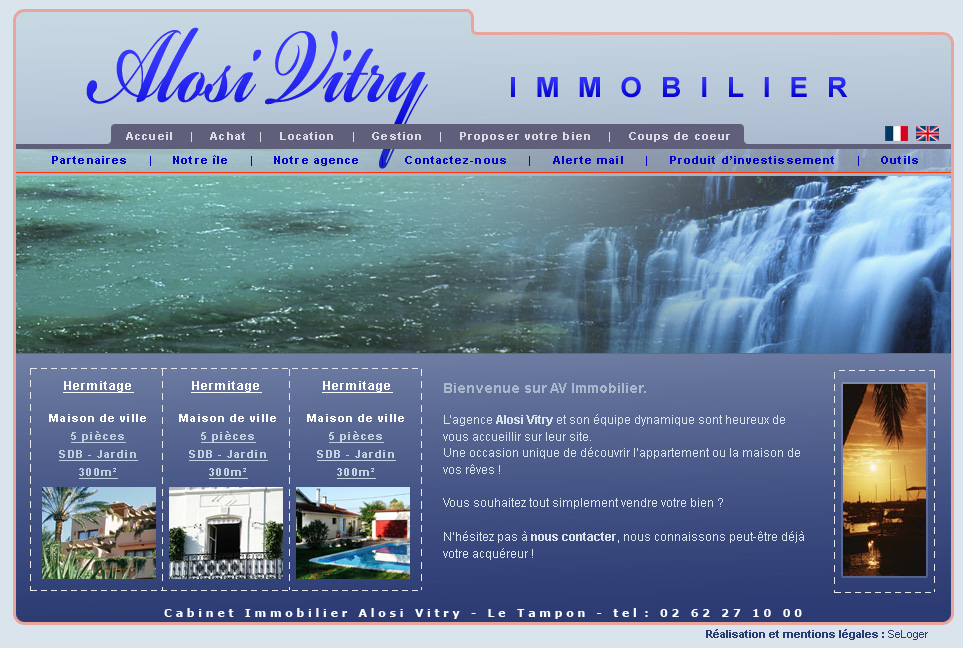 Alosi Vitry
IMMOBILIER
Accueil | Achat | Location | Gestion | Proposer votre bien | Coups de coeur
Partenaires | Notre île | Notre agence | Contactez-nous | Alerte mail | Produit d'investissement | Outils
Hermitage
Maison de ville
5 pièces
SDB - Jardin
300m²
Hermitage
Maison de ville
5 pièces
SDB - Jardin
300m²
Hermitage
Maison de ville
5 pièces
SDB - Jardin
300m²
Bienvenue sur AV Immobilier.
L'agence Alosi Vitry et son équipe dynamique sont heureux de
vous accueillir sur leur site.
Une occasion unique de découvrir l'appartement ou la maison de
vos rêves !
Vous souhaitez tout simplement vendre votre bien ?
N'hésitez pas à nous contacter, nous connaissons peut-être déjà
votre acquéreur !
Cabinet Immobilier Alosi Vitry - Le Tampon - tel : 02 62 27 10 00
Réalisation et mentions légales : SeLoger